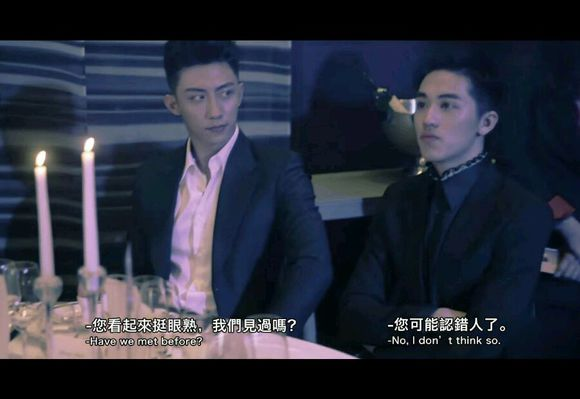 -您看起來挺眼熟，我們見過嗎？
-Have we met before?
-您可能認錯人了。
-No, I don't think so.